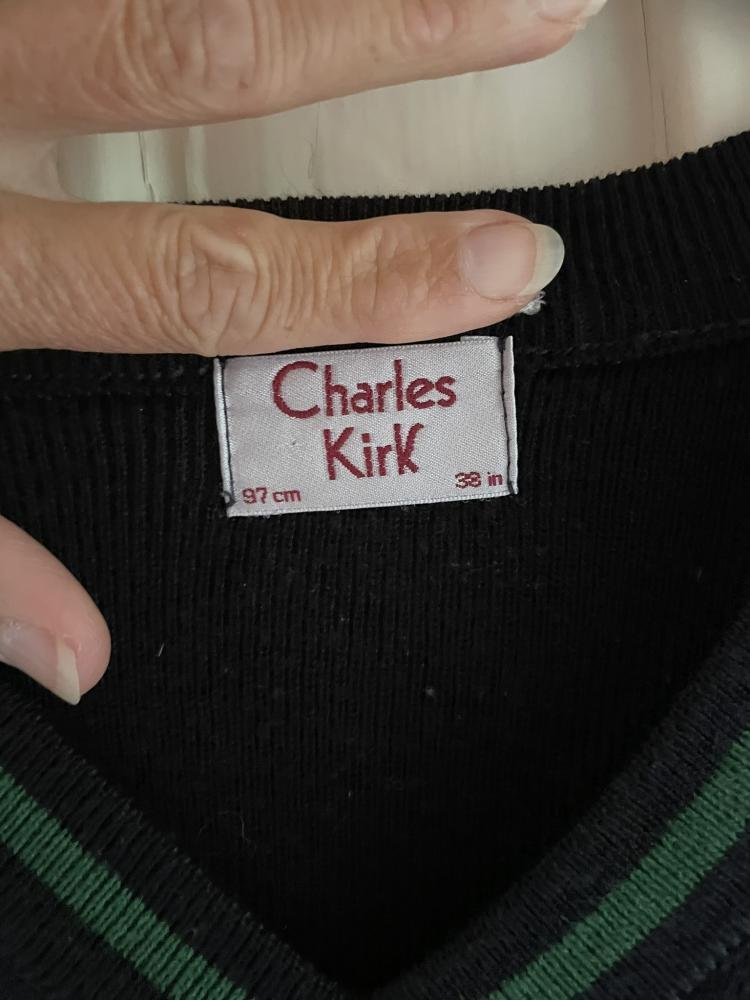 Charles
Kirk
97 cm 38 in